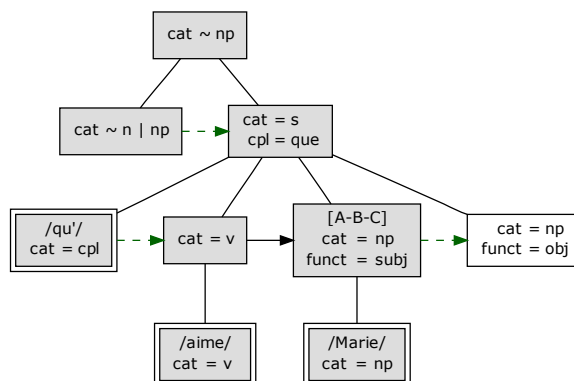 cat ~ np
cat ~ n | np
cat = s
cpl = que
/qu'/
cat = cpl
cat = v
[A-B-C]
cat = np
funct = subj
cat = np
funct = obj
/aime/
cat = v
/Marie/
cat = np